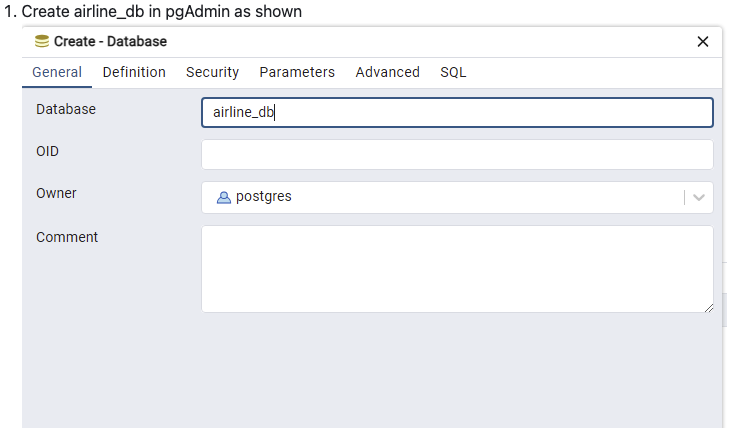 1. Create airline_db in pgAdmin as shown
Create - Database
General Definition Security Parameters Advanced SQL
Database airline_db
OID
Owner postgres
Comment